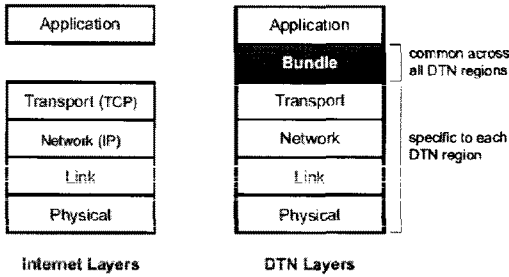 Application
Transport (TCP)
Network (IP)
Link
Physical
Internet Layers
Application
Bundle
Transport
Network
Link
Physical
DTN Layers
common across
all DTN regions
specific to each
DTN region